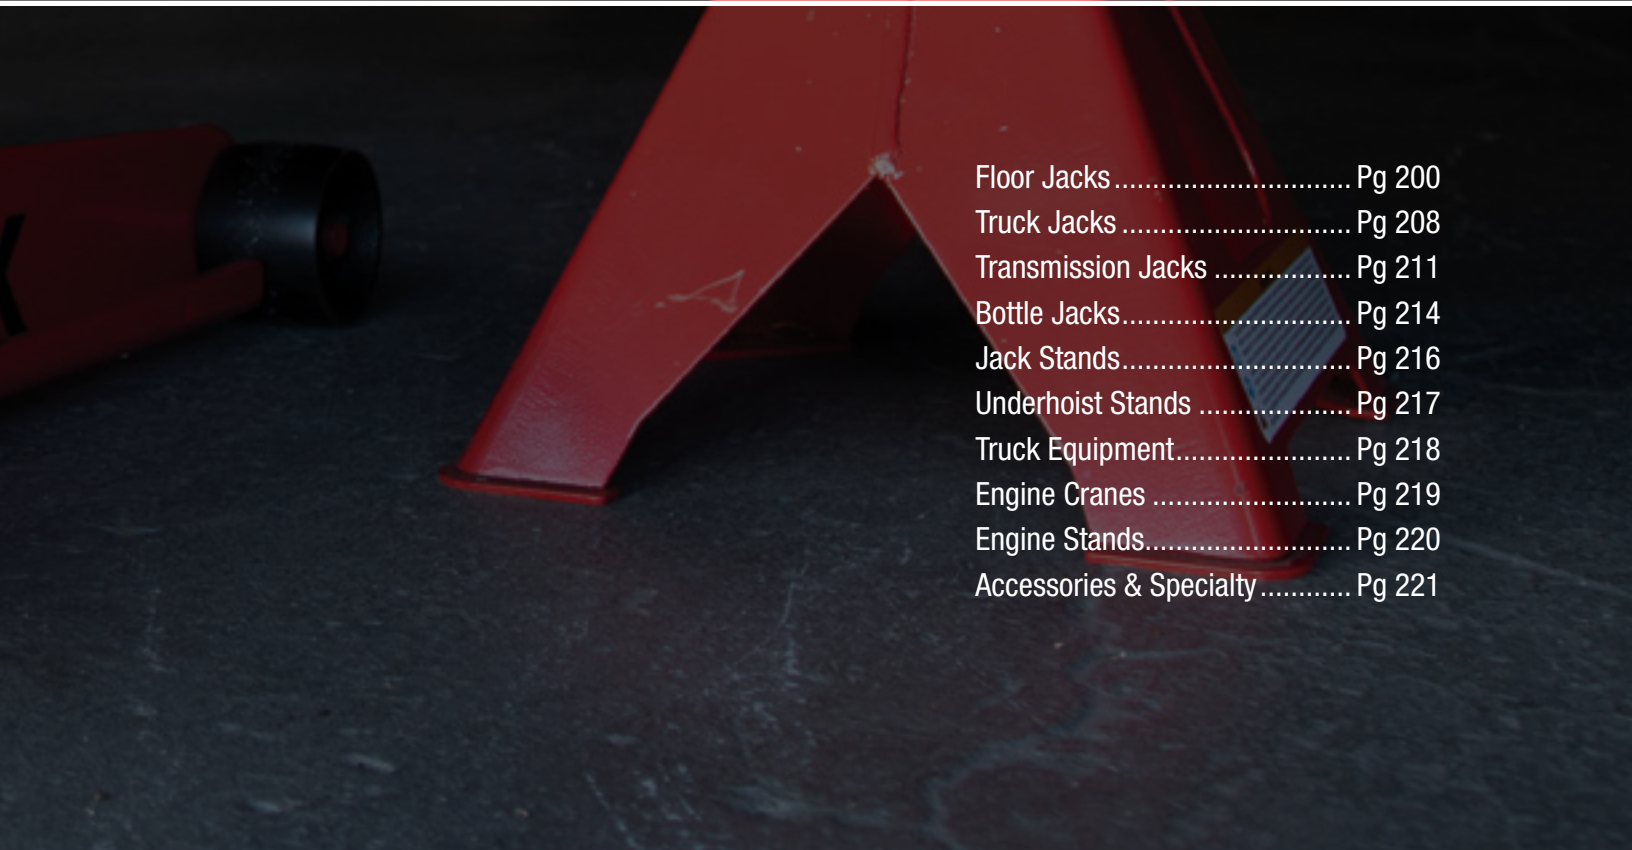 Floor Jacks............................... Pg 200
Truck Jacks .............................. Pg 208
Transmission Jacks .................. Pg 211
Bottle Jacks.............................. Pg 214
Jack Stands.............................. Pg 216
Underhoist Stands .................... Pg 217
Truck Equipment....................... Pg 218
Engine Cranes .......................... Pg 219
Engine Stands........................... Pg 220
Accessories & Specialty............ Pg 221